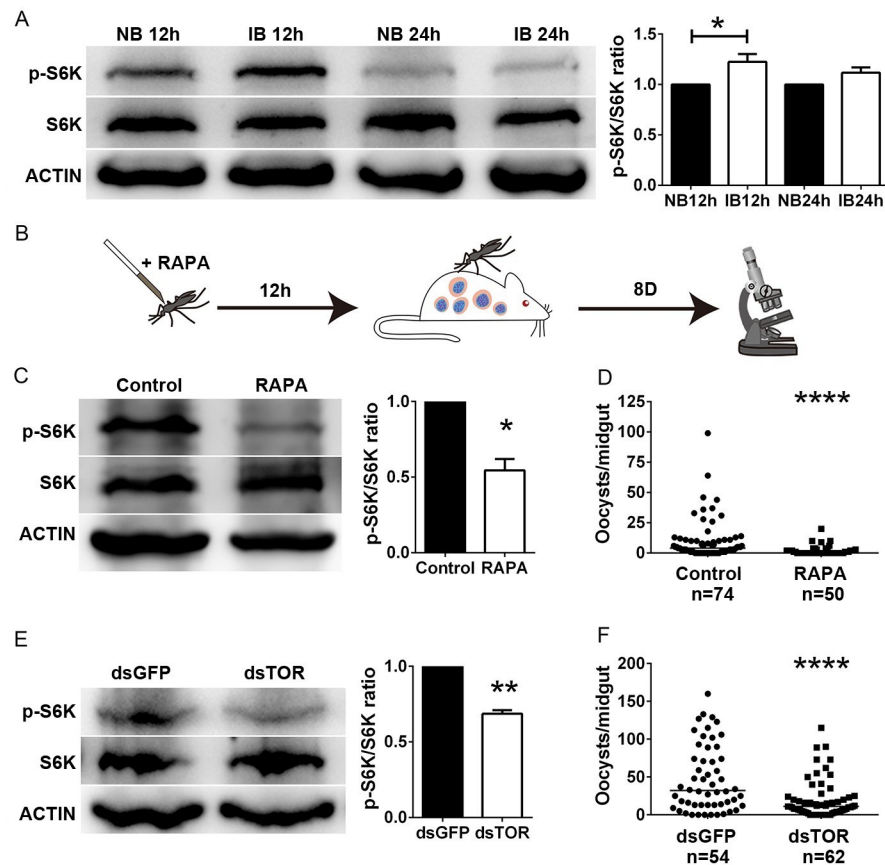 A
NB 12h IB 12h NB 24h IB 24h
p-S6K
S6K
ACTIN
p-S6K/S6K ratio
1.5
1.0
0.5
0.0
*
NB12h IB12h NB24h IB24h
B
+ RAPA
12h
8D
C
Control RAPA
p-S6K
S6K
ACTIN
p-S6K/S6K ratio
1.0
0.5
0.0
*
Control RAPA
D
Oocysts/midgut
125
100
75
50
25
0
****
Control RAPA
n=74 n=50
E
dsGFP dsTOR
p-S6K
S6K
ACTIN
p-S6K/S6K ratio
1.0
0.5
0.0
**
dsGFP dsTOR
F
Oocysts/midgut
200
150
100
50
0
****
dsGFP dsTOR
n=54 n=62